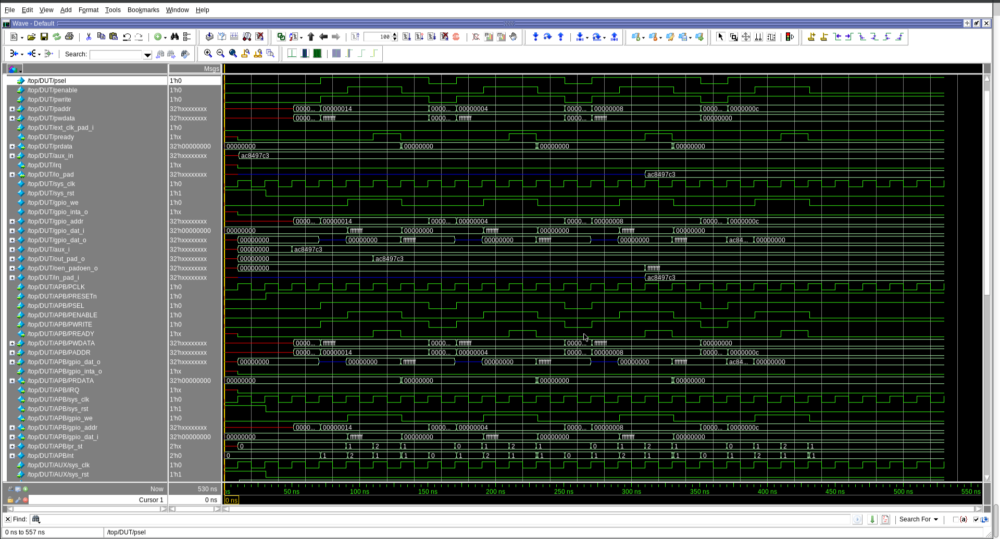 File Edit View Add Format Tools Bookmarks Window Help
Wave - Default
100
Search:
Msgs
/top/DUT/psel 1'h0
/top/DUT/penable 1'h0
/top/DUT/pwrite 1'h0
/top/DUT/paddr 32'hxxxxxxxx 0000... 00000014 0000... 00000004 0000... 00000008 0000... 0000000c
/top/DUT/pwdata 32'hxxxxxxxx 0000... ffffffff 0000... ffffffff 0000... ffffffff 00000000
/top/DUT/ext_clk_pad_i 1'h0
/top/DUT/pready 1'hx
/top/DUT/prdata 32'h00000000 00000000 00000000 00000000 00000000
/top/DUT/aux_in 32'hxxxxxxxx ac8497c3
/top/DUT/irq 1'hx
/top/DUT/io_pad 32'hxxxxxxxx ac8497c3
/top/DUT/sys_clk 1'h0
/top/DUT/sys_rst 1'h1
/top/DUT/gpio_we 1'h0
/top/DUT/gpio_inta_o 1'hx
/top/DUT/gpio_addr 32'hxxxxxxxx 0000... 00000014 0000... 00000004 0000... 00000008 0000... 0000000c
/top/DUT/gpio_dat_i 32'h00000000 00000000 ffffffff 00000000 ffffffff 00000000 ffffffff 00000000
/top/DUT/gpio_dat_o 32'hxxxxxxxx 00000000 00000000 ffffffff 00000000 ffffffff 00000000 ffffffff ac84... 00000000
/top/DUT/aux_i 32'hxxxxxxxx 00000000 ac8497c3
/top/DUT/out_pad_o 32'hxxxxxxxx 00000000 ac8497c3
/top/DUT/oen_padoen_o 32'hxxxxxxxx 00000000 ffffffff
/top/DUT/in_pad_i 32'hxxxxxxxx ac8497c3
/top/DUT/APB/PCLK 1'h0
/top/DUT/APB/PRESETn 1'h0
/top/DUT/APB/PSEL 1'h0
/top/DUT/APB/PENABLE 1'h0
/top/DUT/APB/PWRITE 1'h0
/top/DUT/APB/PREADY 1'hx
/top/DUT/APB/PWDATA 32'hxxxxxxxx 0000... ffffffff 0000... ffffffff 0000... ffffffff 00000000
/top/DUT/APB/PADDR 32'hxxxxxxxx 0000... 00000014 0000... 00000004 0000... 00000008 0000... 0000000c
/top/DUT/APB/gpio_dat_o 32'hxxxxxxxx 00000000 00000000 ffffffff 00000000 ffffffff 00000000 ffffffff ac84... 00000000
/top/DUT/APB/gpio_inta_o 1'hx
/top/DUT/APB/PRDATA 32'h00000000 00000000 00000000 00000000 00000000
/top/DUT/APB/IRQ 1'hx
/top/DUT/APB/sys_clk 1'h0
/top/DUT/APB/sys_rst 1'h1
/top/DUT/APB/gpio_we 1'h0
/top/DUT/APB/gpio_addr 32'hxxxxxxxx 0000... 00000014 0000... 00000004 0000... 00000008 0000... 0000000c
/top/DUT/APB/gpio_dat_i 32'h00000000 00000000 ffffffff 00000000 ffffffff 00000000 ffffffff 00000000
/top/DUT/APB/pr_st 2'hx 0 1 2 1 0 1 2 1 0 1 2 1 0 1 2 1
/top/DUT/APB/nt 2'h0 0 1 2 1 1 0 1 2 1 1 0 1 2 1 1 0 1 2 1 1
/top/DUT/AUX/sys_clk 1'h0
/top/DUT/AUX/sys_rst 1'h1
Now 530 ns ns 50 ns 100 ns 150 ns 200 ns 250 ns 300 ns 350 ns 400 ns 450 ns 500 ns 550 ns
Cursor 1 0 ns 0 ns
Find: Search For {a}
0 ns to 557 ns /top/DUT/psel